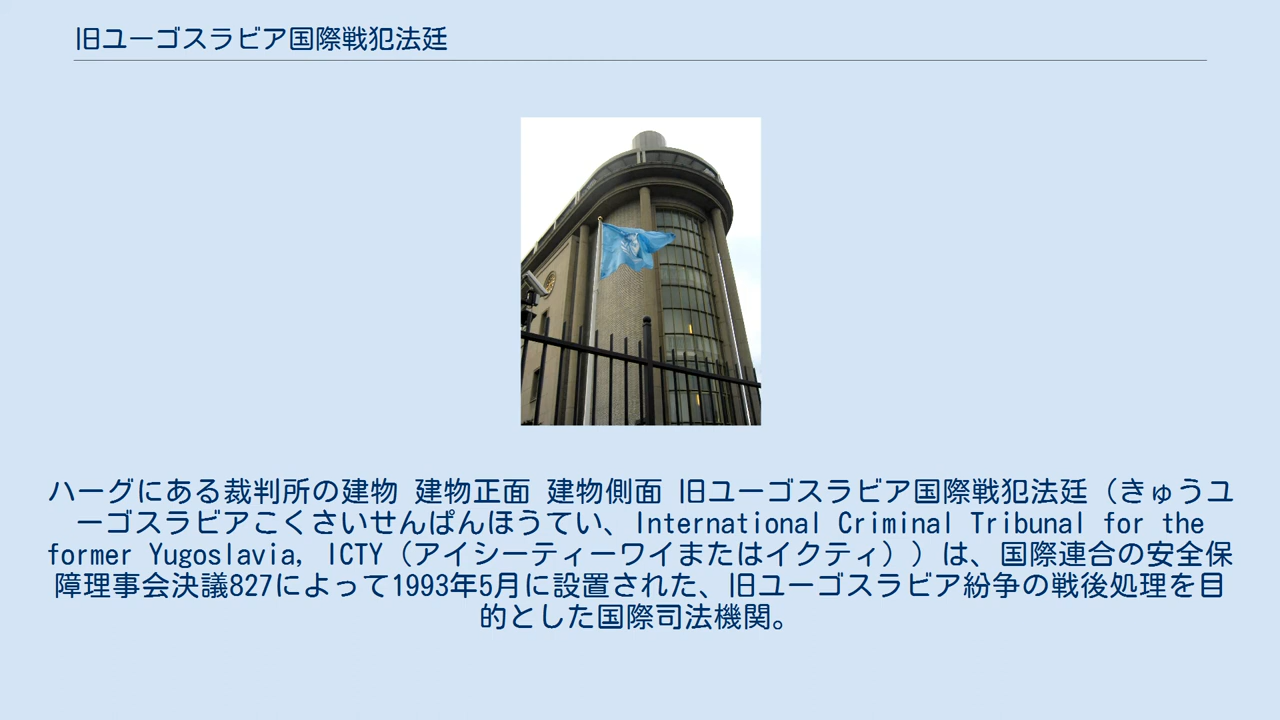 旧ユーゴスラビア国際戦犯法廷
ハーグにある裁判所の建物 建物正面 建物側面 旧ユーゴスラビア国際戦犯法廷（きゅうユ
ーゴスラビアこくさいせんぱんほうてい、International Criminal Tribunal for the
former Yugoslavia, ICTY（アイシーティーワイまたはイクティ））は、国際連合の安全保
障理事会決議827によって1993年5月に設置された、旧ユーゴスラビア紛争の戦後処理を目
的とした国際司法機関。